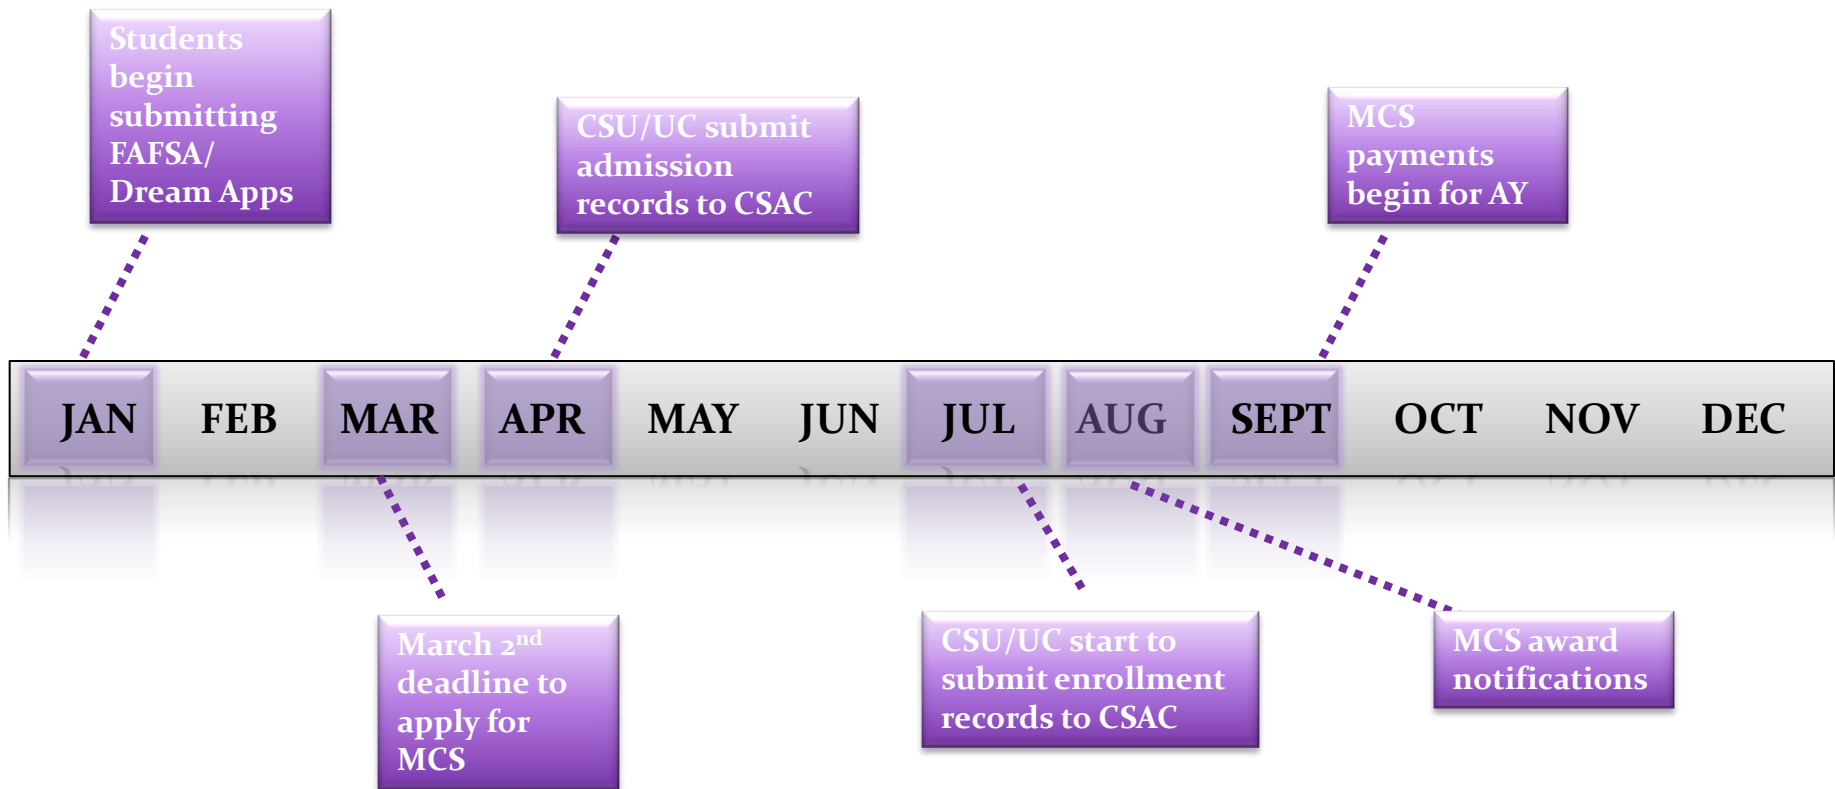 Students
begin
submitting
FAFSA/
Dream Apps
CSU/UC submit
admission
records to CSAC
MCS
payments
begin for AY
JAN FEB MAR APR MAY JUN JUL AUG SEPT OCT NOV DEC
March 2nd
deadline to
apply for
MCS
CSU/UC start to
submit enrollment
records to CSAC
MCS award
notifications